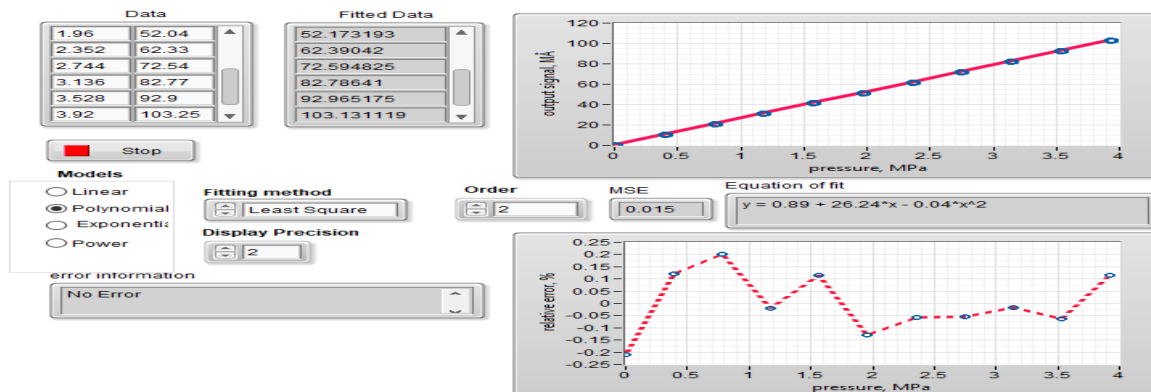 Data
1.96 52.04
2.352 62.33
2.744 72.54
3.136 82.77
3.528 92.9
3.92 103.25
Fitted Data
52.173193
62.39042
72.594825
82.78641
92.965175
103.131119
output signal, MÂ
120
100
80
60
40
20
0
0 0.5 1 1.5 2 2.5 3 3.5 4
pressure, MPa
Stop
Models
Linear
Polynomial
Exponentia
Power
Fitting method
Least Square
Order
2
MSE
0.015
Equation of fit
y = 0.89 + 26.24*x - 0.04*x^2
Display Precision
2
error information
No Error
relative error, %
0.25
0.2
0.15
0.1
0.05
0
-0.05
-0.1
-0.15
-0.2
-0.25
0 0.5 1 1.5 2 2.5 3 3.5 4
pressure, MPa